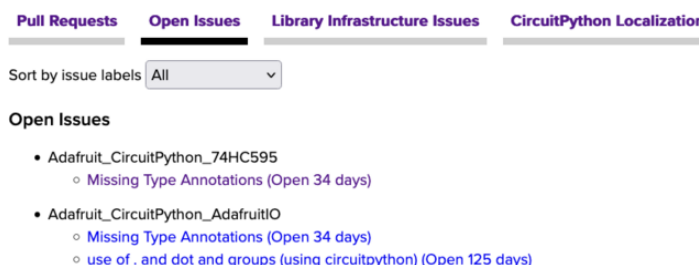 Pull Requests Open Issues Library Infrastructure Issues CircuitPython Localization
Sort by issue labels All
Open Issues
Adafruit_CircuitPython_74HC595
Missing Type Annotations (Open 34 days)
Adafruit_CircuitPython_AdafruitIO
Missing Type Annotations (Open 34 days)
use of . and dot and groups (using circuitpython) (Open 125 days)